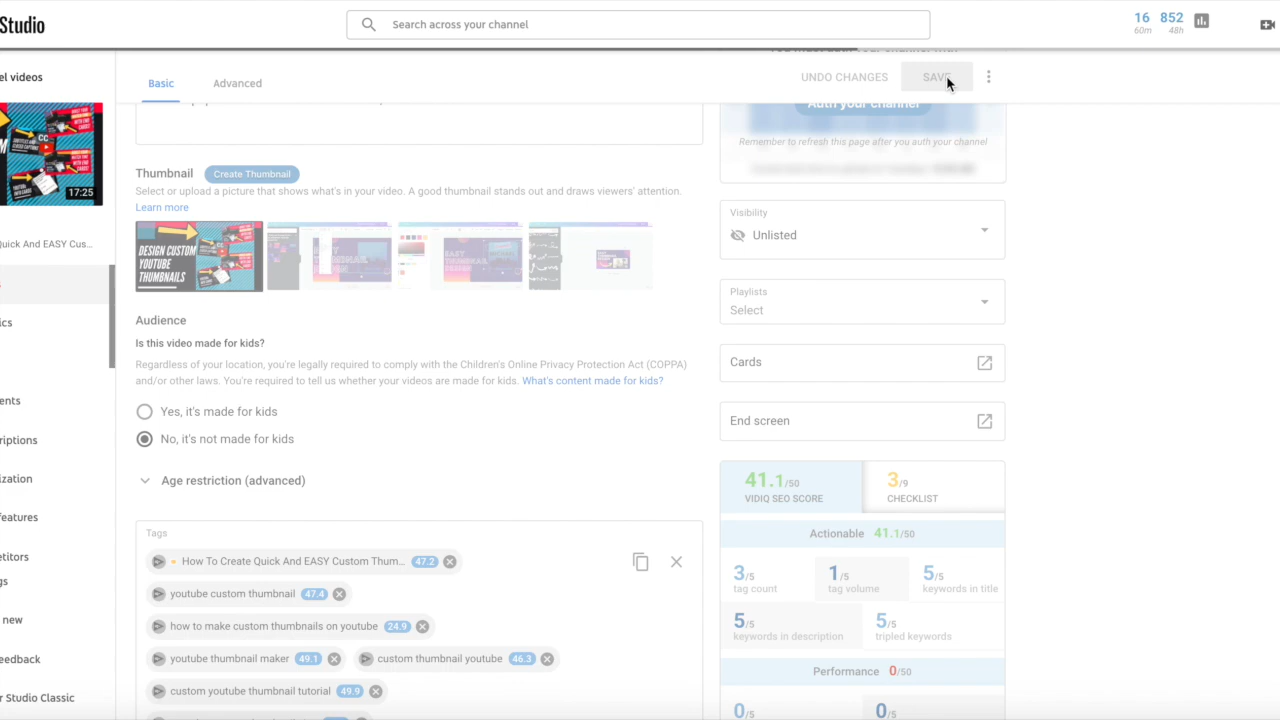 Studio
Search across your channel
16 852
60m 48h
el videos
Basic
Advanced
UNDO CHANGES
SAVE
Auth your channel
Remember to refresh this page after you auth your channel
17:25
Quick And EASY Cus...
Thumbnail
Create Thumbnail
Select or upload a picture that shows what's in your video. A good thumbnail stands out and draws viewers' attention.
Learn more
DESIGN CUSTOM
YOUTUBE
THUMBNAILS
Visibility
Unlisted
Playlists
Select
Audience
Is this video made for kids?
Regardless of your location, you're legally required to comply with the Children's Online Privacy Protection Act (COPPA)
and/or other laws. You're required to tell us whether your videos are made for kids. What's content made for kids?
Yes, it's made for kids
No, it's not made for kids
Age restriction (advanced)
Cards
End screen
s
ics
ents
riptions
ization
features
etitors
gs
new
eedback
r Studio Classic
Tags
How To Create Quick And EASY Custom Thum... 47.2
youtube custom thumbnail 47.4
how to make custom thumbnails on youtube 24.9
youtube thumbnail maker 49.1
custom thumbnail youtube 46.3
custom youtube thumbnail tutorial 49.9
41.1/50
VIDIQ SEO SCORE
3/9
CHECKLIST
Actionable 41.1/50
3/5
tag count
1/5
tag volume
5/5
keywords in title
5/5
keywords in description
5/5
tripled keywords
Performance 0/50
0/5
0/5